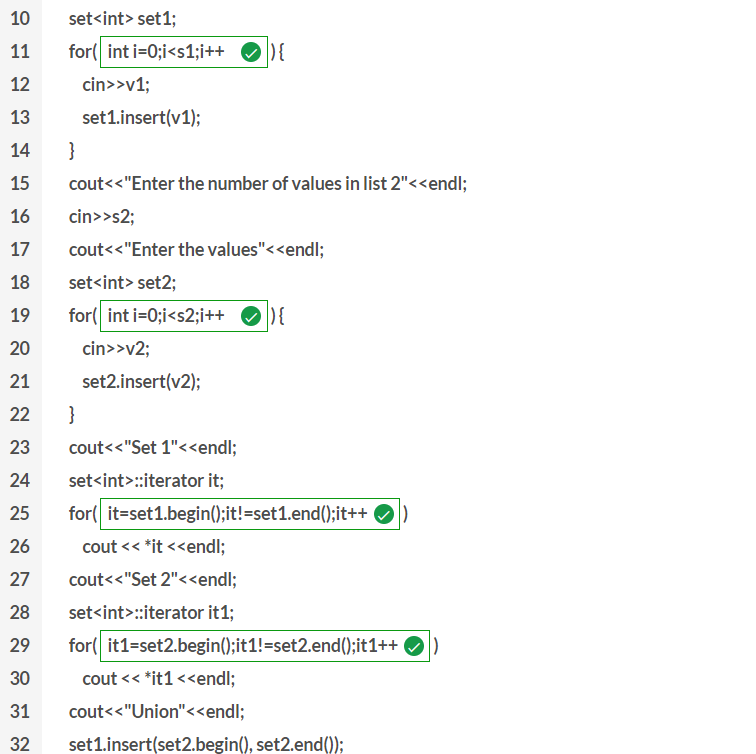 10 set<int> set1;
11 for( int i=0;i<s1;i++ ){
12 cin>>v1;
13 set1.insert(v1);
14 }
15 cout<<"Enter the number of values in list 2"<<endl;
16 cin>>s2;
17 cout<<"Enter the values"<<endl;
18 set<int> set2;
19 for( int i=0;i<s2;i++ ){
20 cin>>v2;
21 set2.insert(v2);
22 }
23 cout<<"Set 1"<<endl;
24 set<int>::iterator it;
25 for( it=set1.begin();it!=set1.end();it++ )
26 cout << *it <<endl;
27 cout<<"Set 2"<<endl;
28 set<int>::iterator it1;
29 for( it1=set2.begin();it1!=set2.end();it1++ )
30 cout << *it1 <<endl;
31 cout<<"Union"<<endl;
32 set1.insert(set2.begin(), set2.end());